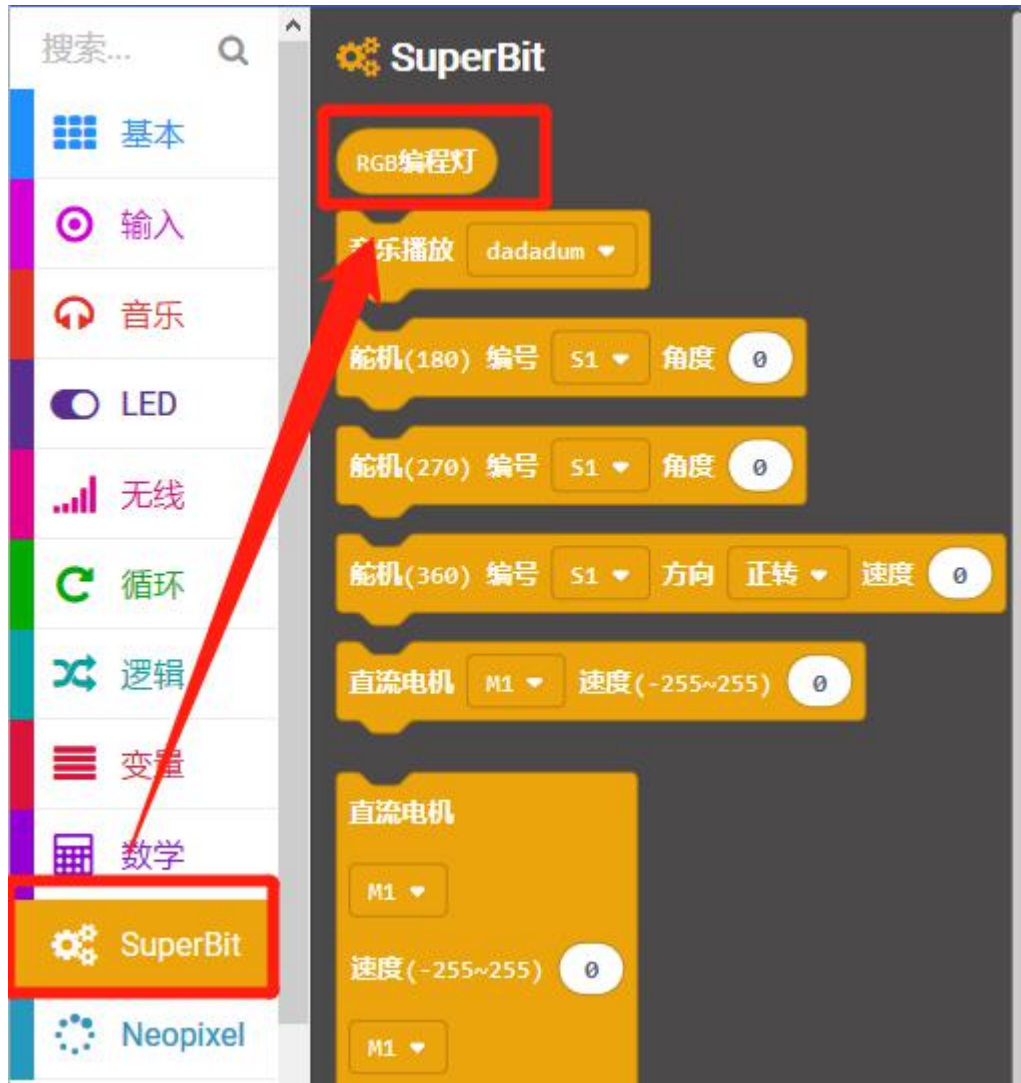 搜索...
基本
输入
音乐
LED
无线
循环
逻辑
变量
数学
SuperBit
Neopixel
SuperBit
RGB编程灯
音乐播放 dadadum
舵机(180) 编号 S1 角度 0
舵机(270) 编号 S1 角度 0
舵机(360) 编号 S1 方向 正转 速度 0
直流电机 M1 速度(-255~255) 0
直流电机
M1
速度(-255~255) 0
M1